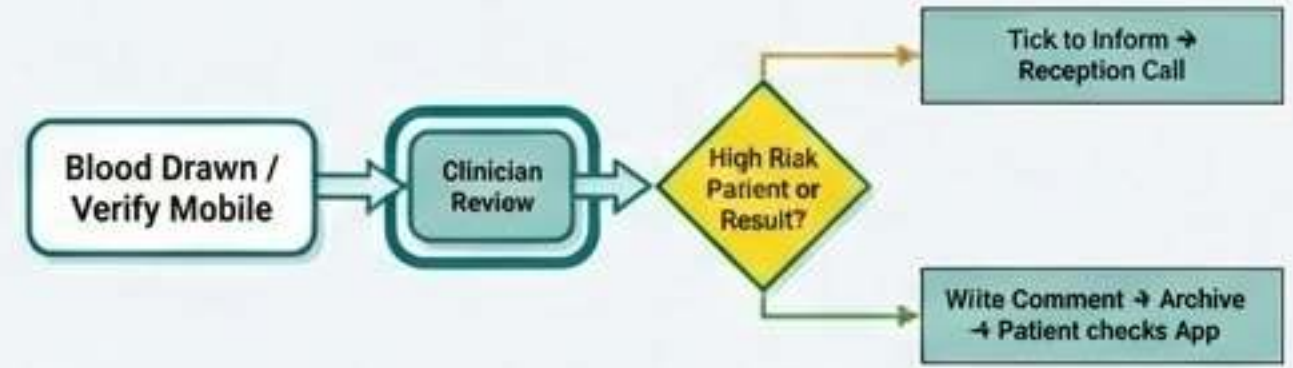 Blood Drawn /
Verify Mobile
Clinician
Review
High Riak
Parient or
Result?
Tick to Inform →
Reception Call
Wiite Comment → Archive
→ Patient checks App